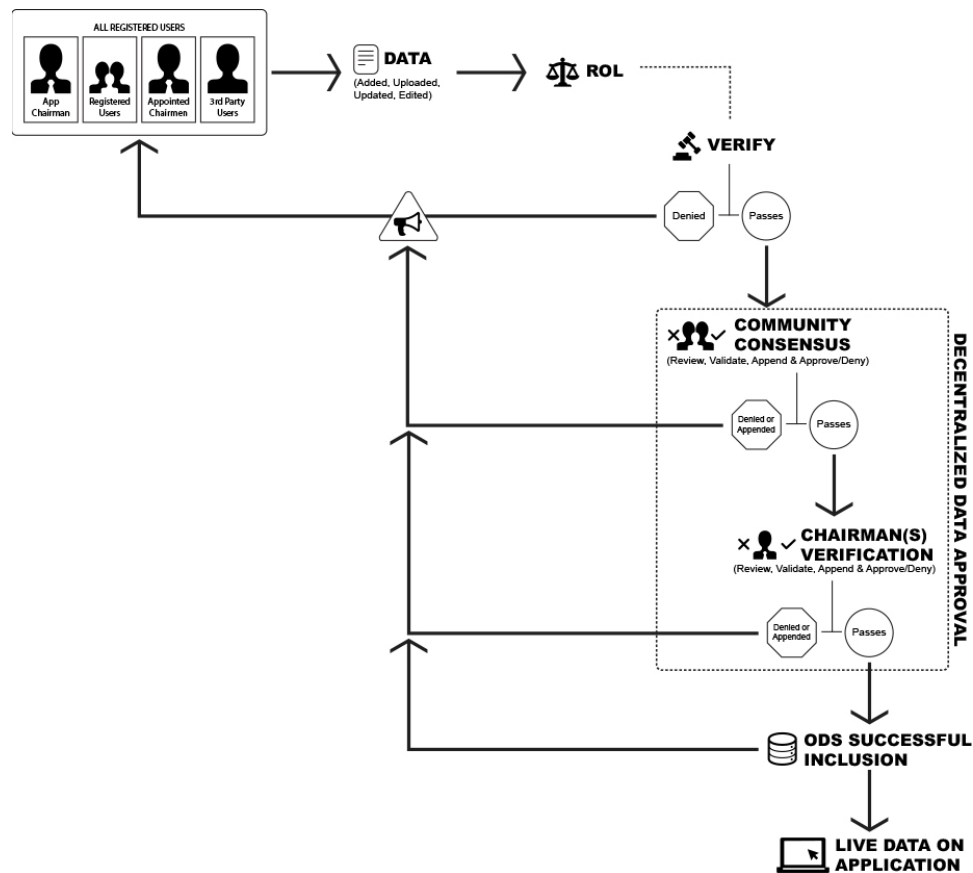 ALL REGISTERED USERS
App
Chairman
Registered
Users
Appointed
Chairmen
3rd Party
Users
DATA
(Added, Uploaded,
Updated, Edited)
ROL
VERIFY
Denied
Passes
COMMUNITY
CONSENSUS
(Review, Validate, Append & Approve/Deny)
Denied or
Appended
Passes
CHAIRMAN(S)
VERIFICATION
(Review, Validate, Append & Approve/Deny)
Denied or
Appended
Passes
DECENTRALIZED DATA APPROVAL
ODS SUCCESSFUL
INCLUSION
LIVE DATA ON
APPLICATION